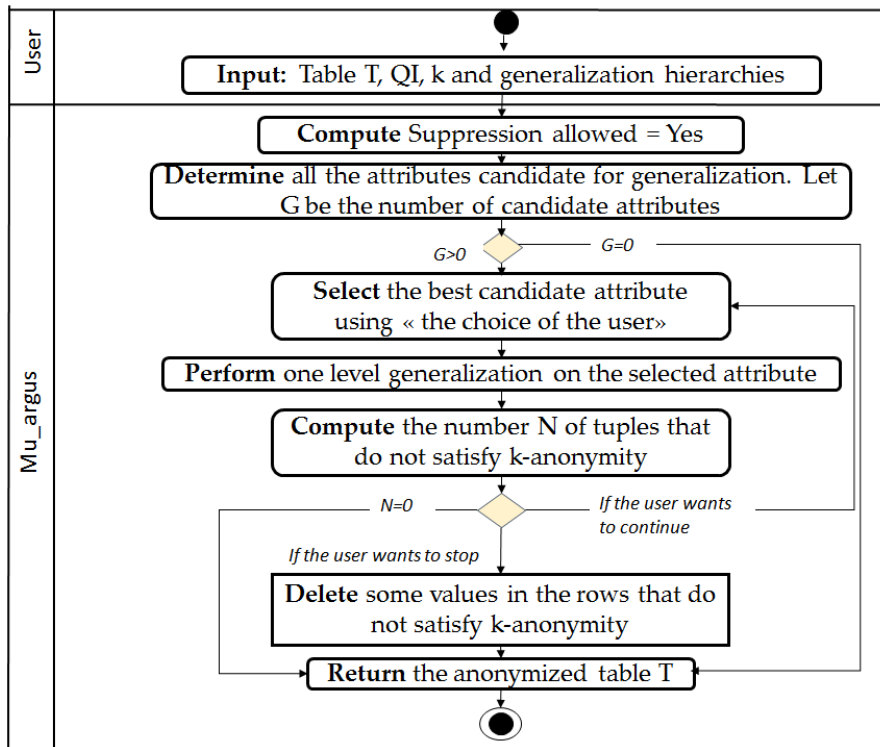 User
Input: Table T, QI, k and generalization hierarchies
Mu_argus
Compute Suppression allowed = Yes
Determine all the attributes candidate for generalization. Let
G be the number of candidate attributes
G>0
G=0
Select the best candidate attribute
using « the choice of the user»
Perform one level generalization on the selected attribute
Compute the number N of tuples that
do not satisfy k-anonymity
N=0
If the user wants
to continue
If the user wants to stop
Delete some values in the rows that do
not satisfy k-anonymity
Return the anonymized table T